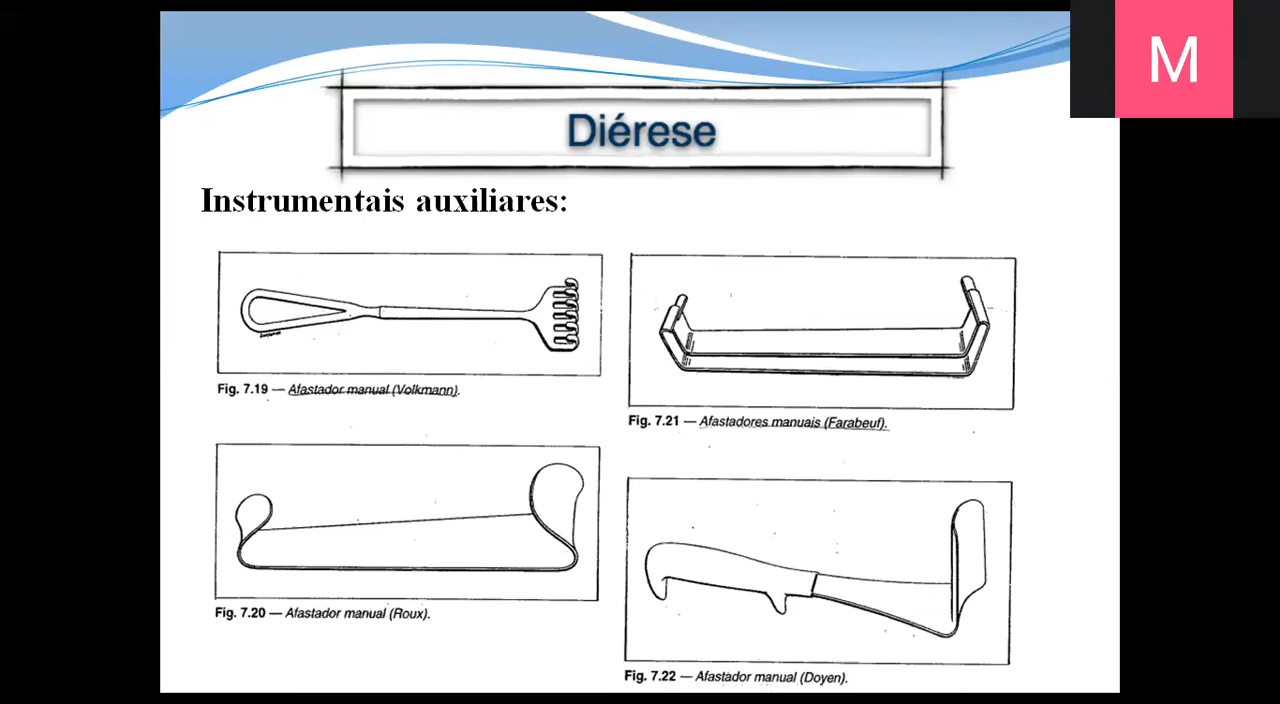 M
Diérese
Instrumentais auxiliares:
Fig. 7.19 — Afastador manual (Volkmann).
Fig. 7.21 — Afastadores manuais (Farabeuf).
Fig. 7.20 — Afastador manual (Roux).
Fig. 7.22 — Afastador manual (Doyen).